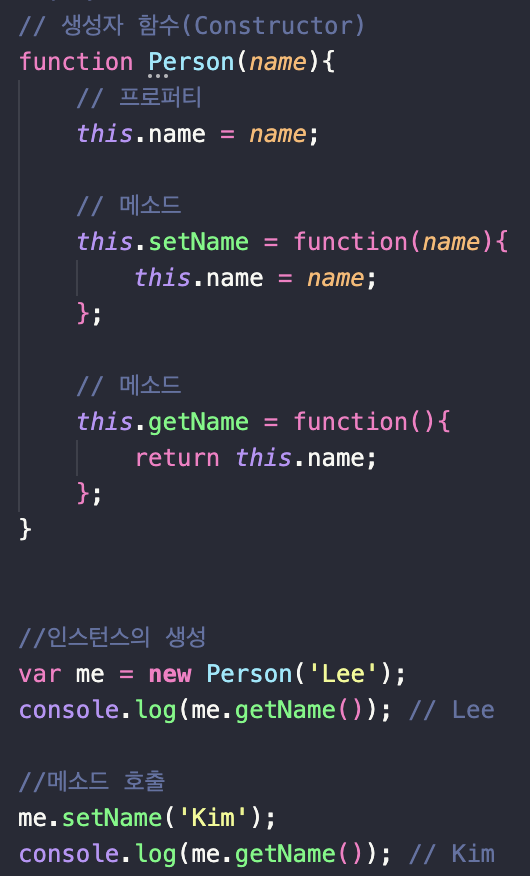 // 생성자 함수(Constructor)
function Person(name){
    // 프로퍼티
    this.name = name;

    // 메소드
    this.setName = function(name){
        this.name = name;
    };

    // 메소드
    this.getName = function(){
        return this.name;
    };
}

//인스턴스의 생성
var me = new Person('Lee');
console.log(me.getName()); // Lee

//메소드 호출
me.setName('Kim');
console.log(me.getName()); // Kim